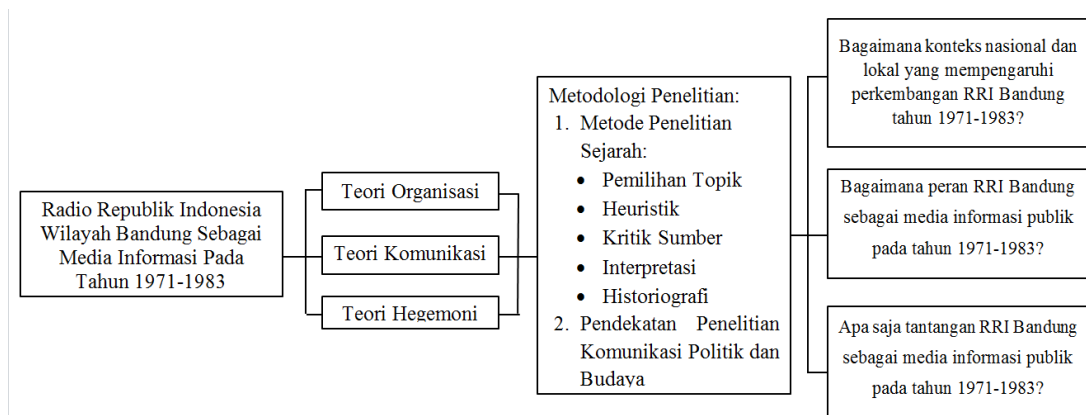 Radio Republik Indonesia
Wilayah Bandung Sebagai
Media Informasi Pada
Tahun 1971-1983
Teori Organisasi
Teori Komunikasi
Teori Hegemoni
Metodologi Penelitian:
1. Metode Penelitian
Sejarah:
• Pemilihan Topik
• Heuristik
• Kritik Sumber
• Interpretasi
• Historiografi
2. Pendekatan Penelitian
Komunikasi Politik dan
Budaya
Bagaimana konteks nasional dan
lokal yang mempengaruhi
perkembangan RRI Bandung
tahun 1971-1983?
Bagaimana peran RRI Bandung
sebagai media informasi publik
pada tahun 1971-1983?
Apa saja tantangan RRI Bandung
sebagai media informasi publik
pada tahun 1971-1983?